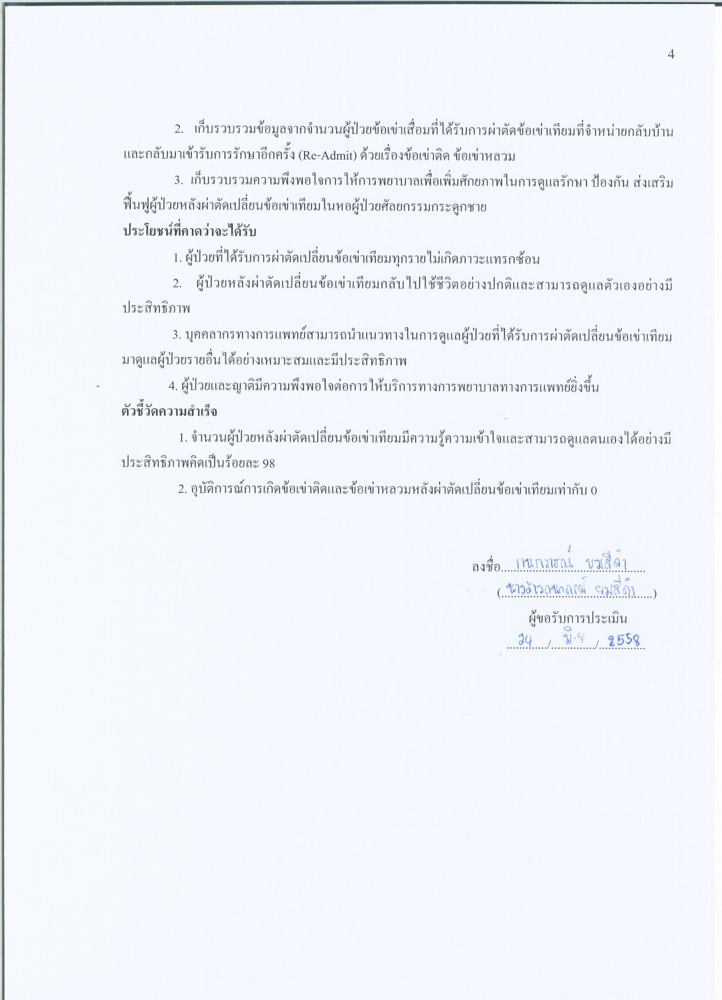 4
2. เก็บรวบรวมข้อมูลจากจำนวนผู้ป่วยข้อเข่าเสื่อมที่ได้รับการผ่าตัดข้อเข่าเทียมที่จำหน่ายกลับบ้าน
และกลับมาเข้ารับการรักษาอีกครั้ง (Re-Admit) ด้วยเรื่องข้อเข่าติด ข้อเข่าหลวม
3. เก็บรวบรวมความพึงพอใจการให้การพยาบาลเพื่อเพิ่มศักยภาพในการดูแลรักษา ป้องกัน ส่งเสริม
ฟื้นฟูผู้ป่วยหลังผ่าตัดเปลี่ยนข้อเข่าเทียมในหอผู้ป่วยศัลยกรรมกระดูกชาย
ประโยชน์ที่คาดว่าจะได้รับ
1. ผู้ป่วยที่ได้รับการผ่าตัดเปลี่ยนข้อเข่าเทียมทุกรายไม่เกิดภาวะแทรกซ้อน
2. ผู้ป่วยหลังผ่าตัดเปลี่ยนข้อเข่าเทียมกลับไปใช้ชีวิตอย่างปกติและสามารถดูแลตัวเองอย่างมี
ประสิทธิภาพ
3. บุคคลากรทางการแพทย์สามารถนำแนวทางในการดูแลผู้ป่วยที่ได้รับการผ่าตัดเปลี่ยนข้อเข่าเทียม
มาดูแลผู้ป่วยรายอื่นได้อย่างเหมาะสมและมีประสิทธิภาพ
4. ผู้ป่วยและญาติมีความพึงพอใจต่อการให้บริการทางการพยาบาลทางการแพทย์ยิ่งขึ้น
ตัวชี้วัดความสำเร็จ
1. จำนวนผู้ป่วยหลังผ่าตัดเปลี่ยนข้อเข่าเทียมมีความรู้ความเข้าใจและสามารถดูแลตนเองได้อย่างมี
ประสิทธิภาพคิดเป็นร้อยละ 98
2. อุบัติการณ์การเกิดข้อเข่าติดและข้อเข่าหลวมหลังผ่าตัดเปลี่ยนข้อเข่าเทียมเท่ากับ 0
ลงชื่อ
ผู้ขอรับการประเมิน
24 / มิ.ย / 2558